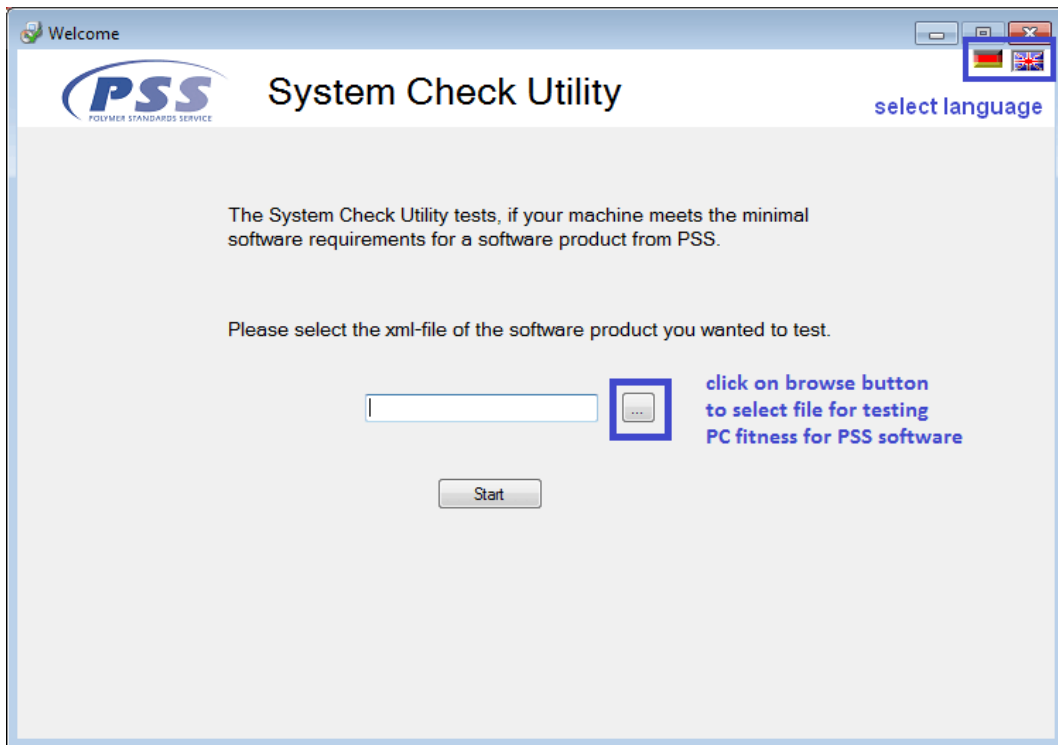 Welcome
PSS
POLYMER STANDARDS SERVICE
System Check Utility
select language
The System Check Utility tests, if your machine meets the minimal
software requirements for a software product from PSS.
Please select the xml-file of the software product you wanted to test.
...
click on browse button
to select file for testing
PC fitness for PSS software
Start